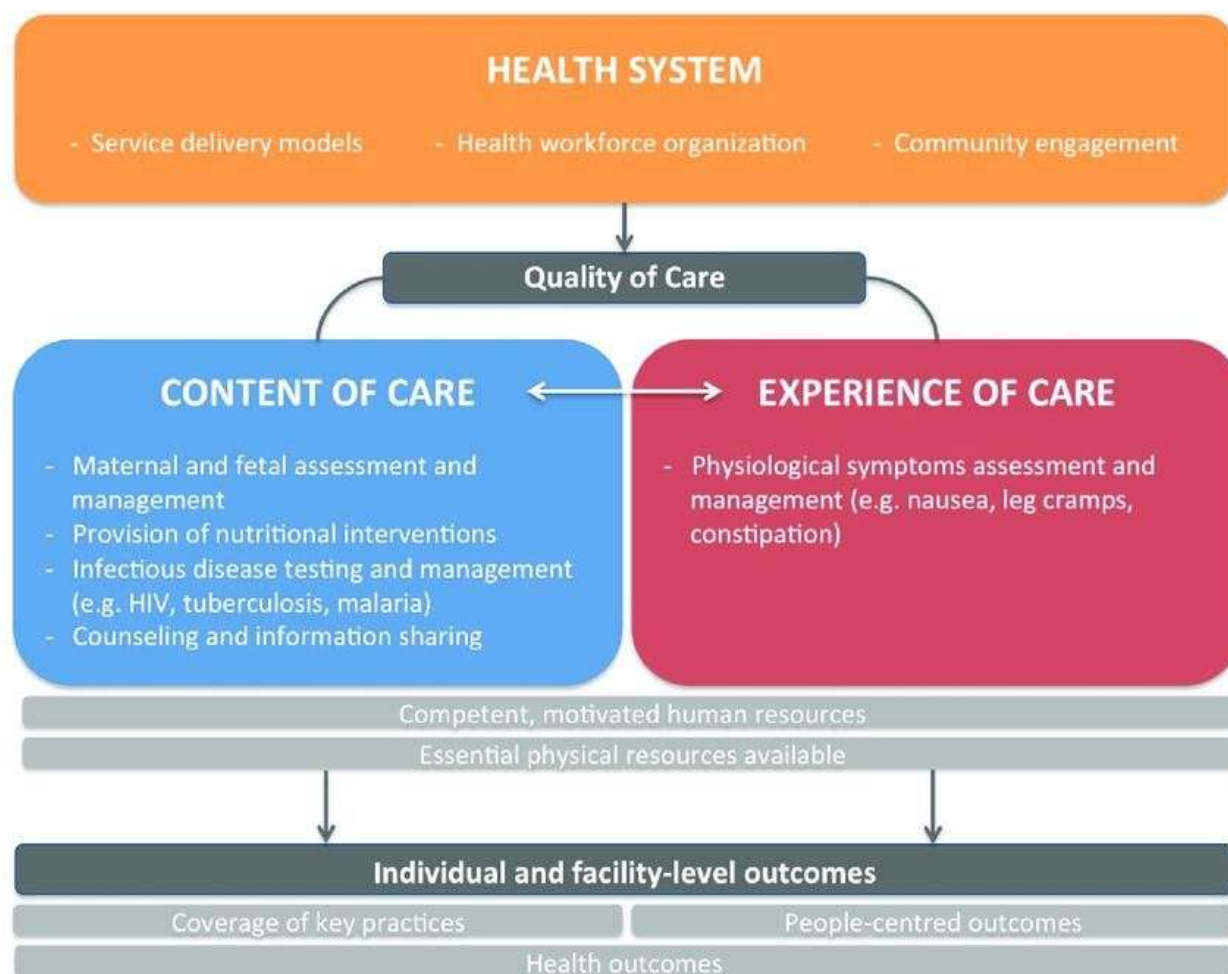 HEALTH SYSTEM
- Service delivery models - Health workforce organization - Community engagement
Quality of Care
CONTENT OF CARE
- Maternal and fetal assessment and
management
- Provision of nutritional interventions
- Infectious disease testing and management
(e.g. HIV, tuberculosis, malaria)
- Counseling and information sharing
EXPERIENCE OF CARE
- Physiological symptoms assessment and
management (e.g. nausea, leg cramps,
constipation)
Competent, motivated human resources
Essential physical resources available
Individual and facility-level outcomes
Coverage of key practices
People-centred outcomes
Health outcomes